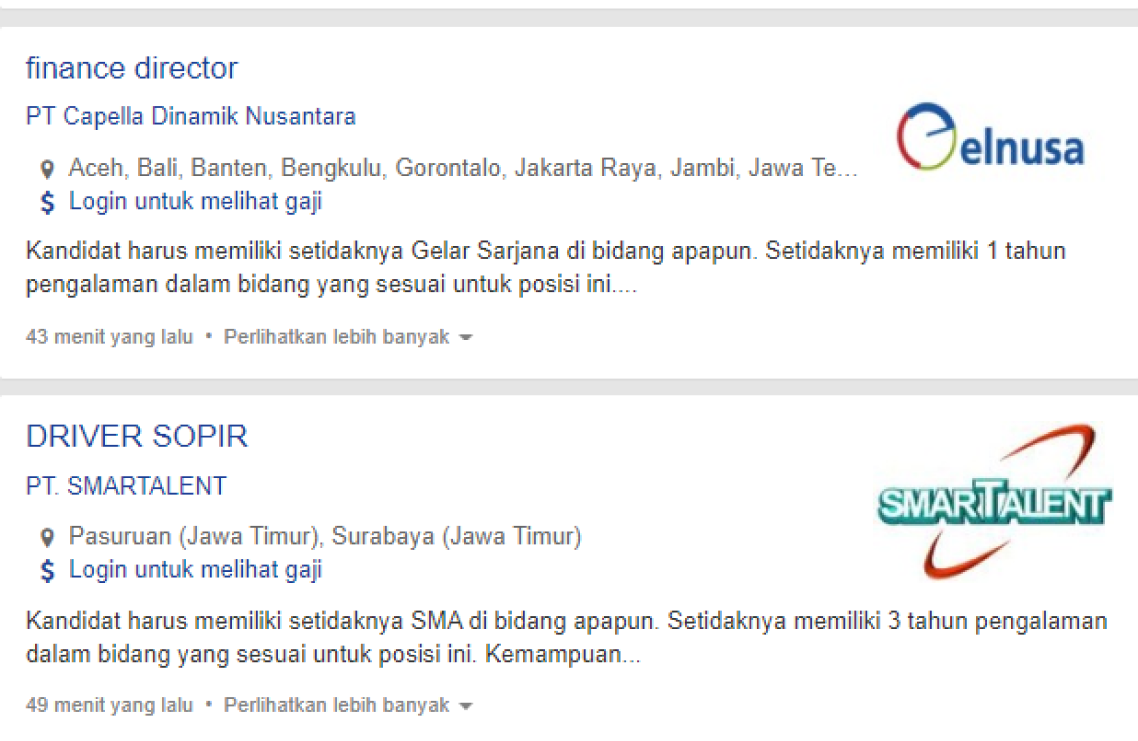 finance director
PT Capella Dinamik Nusantara
elnusa
Aceh, Bali, Banten, Bengkulu, Gorontalo, Jakarta Raya, Jambi, Jawa Te...
$ Login untuk melihat gaji
Kandidat harus memiliki setidaknya Gelar Sarjana di bidang apapun. Setidaknya memiliki 1 tahun
pengalaman dalam bidang yang sesuai untuk posisi ini....
43 menit yang lalu • Perlihatkan lebih banyak
DRIVER SOPIR
PT. SMARTALENT
SMARTALENT
Pasuruan (Jawa Timur), Surabaya (Jawa Timur)
$ Login untuk melihat gaji
Kandidat harus memiliki setidaknya SMA di bidang apapun. Setidaknya memiliki 3 tahun pengalaman
dalam bidang yang sesuai untuk posisi ini. Kemampuan...
49 menit yang lalu • Perlihatkan lebih banyak